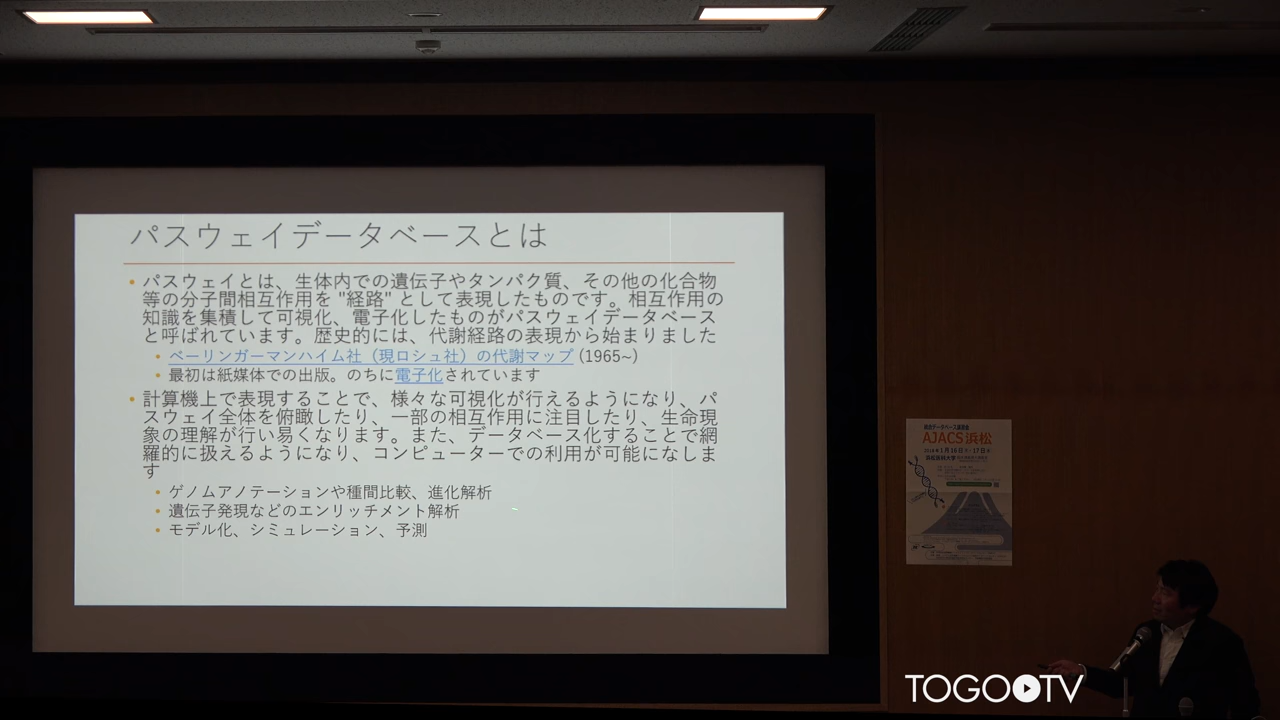 パスウェイデータベースとは
• パスウェイとは、生体内での遺伝子やタンパク質、その他の化合物
等の分子間相互作用を "経路" として表現したものです。相互作用の
知識を集積して可視化、電子化したものがパスウェイデータベース
と呼ばれています。歴史的には、代謝経路の表現から始まりました
• ベーリンガーマンハイム社（現ロシュ社）の代謝マップ (1965~)
• 最初は紙媒体での出版。のちに電子化されています
• 計算機上で表現することで、様々な可視化が行えるようになり、パ
スウェイ全体を俯瞰したり、一部の相互作用に注目したり、生命現
象の理解が行い易くなります。また、データベース化することで網
羅的に扱えるようになり、コンピューターでの利用が可能になしま
す
• ゲノムアノテーションや種間比較、進化解析
• 遺伝子発現などのエンリッチメント解析
• モデル化、シミュレーション、予測
統合データベース講習会
AJACS浜松
浜松医科大学
TOGOTV